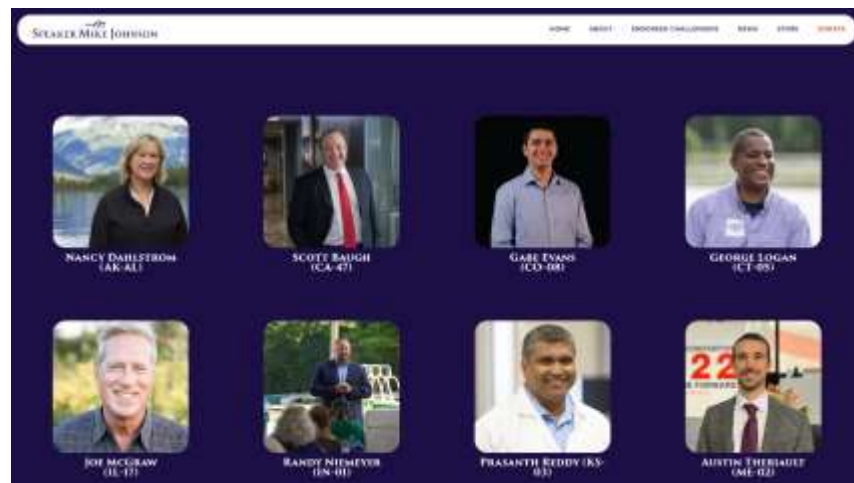 SPEAKER MIKE JOHNSON
HOME ABOUT ENDORSED CHALLENGERS NEWS STORE DONATE
NANCY DAHLSTROM
(AK-AL)
SCOTT BAUGH
(CA-47)
GABE EVANS
(CO-08)
GEORGE LOGAN
(CT-05)
22
FORWARD
JOE MCGRAW
(IL-17)
RANDY NIEMEYER
(IN-01)
PRASANTH REDDY (KS-
03)
AUSTIN THERIAULT
(ME-02)